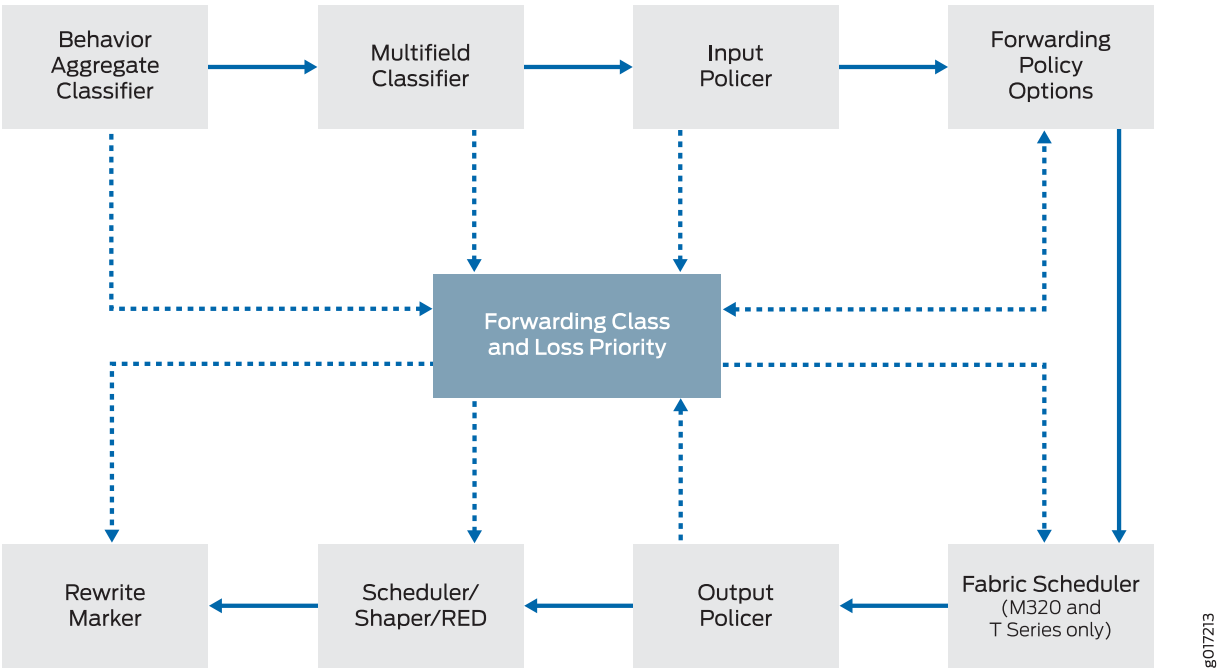 Behavior
Aggregate
Classifier
Multifield
Classifier
Input
Policer
Forwarding
Policy
Options
Forwarding Class
and Loss Priority
Rewrite
Marker
Scheduler/
Shaper/RED
Output
Policer
Fabric Scheduler
(M320 and
T Series only)
g017213